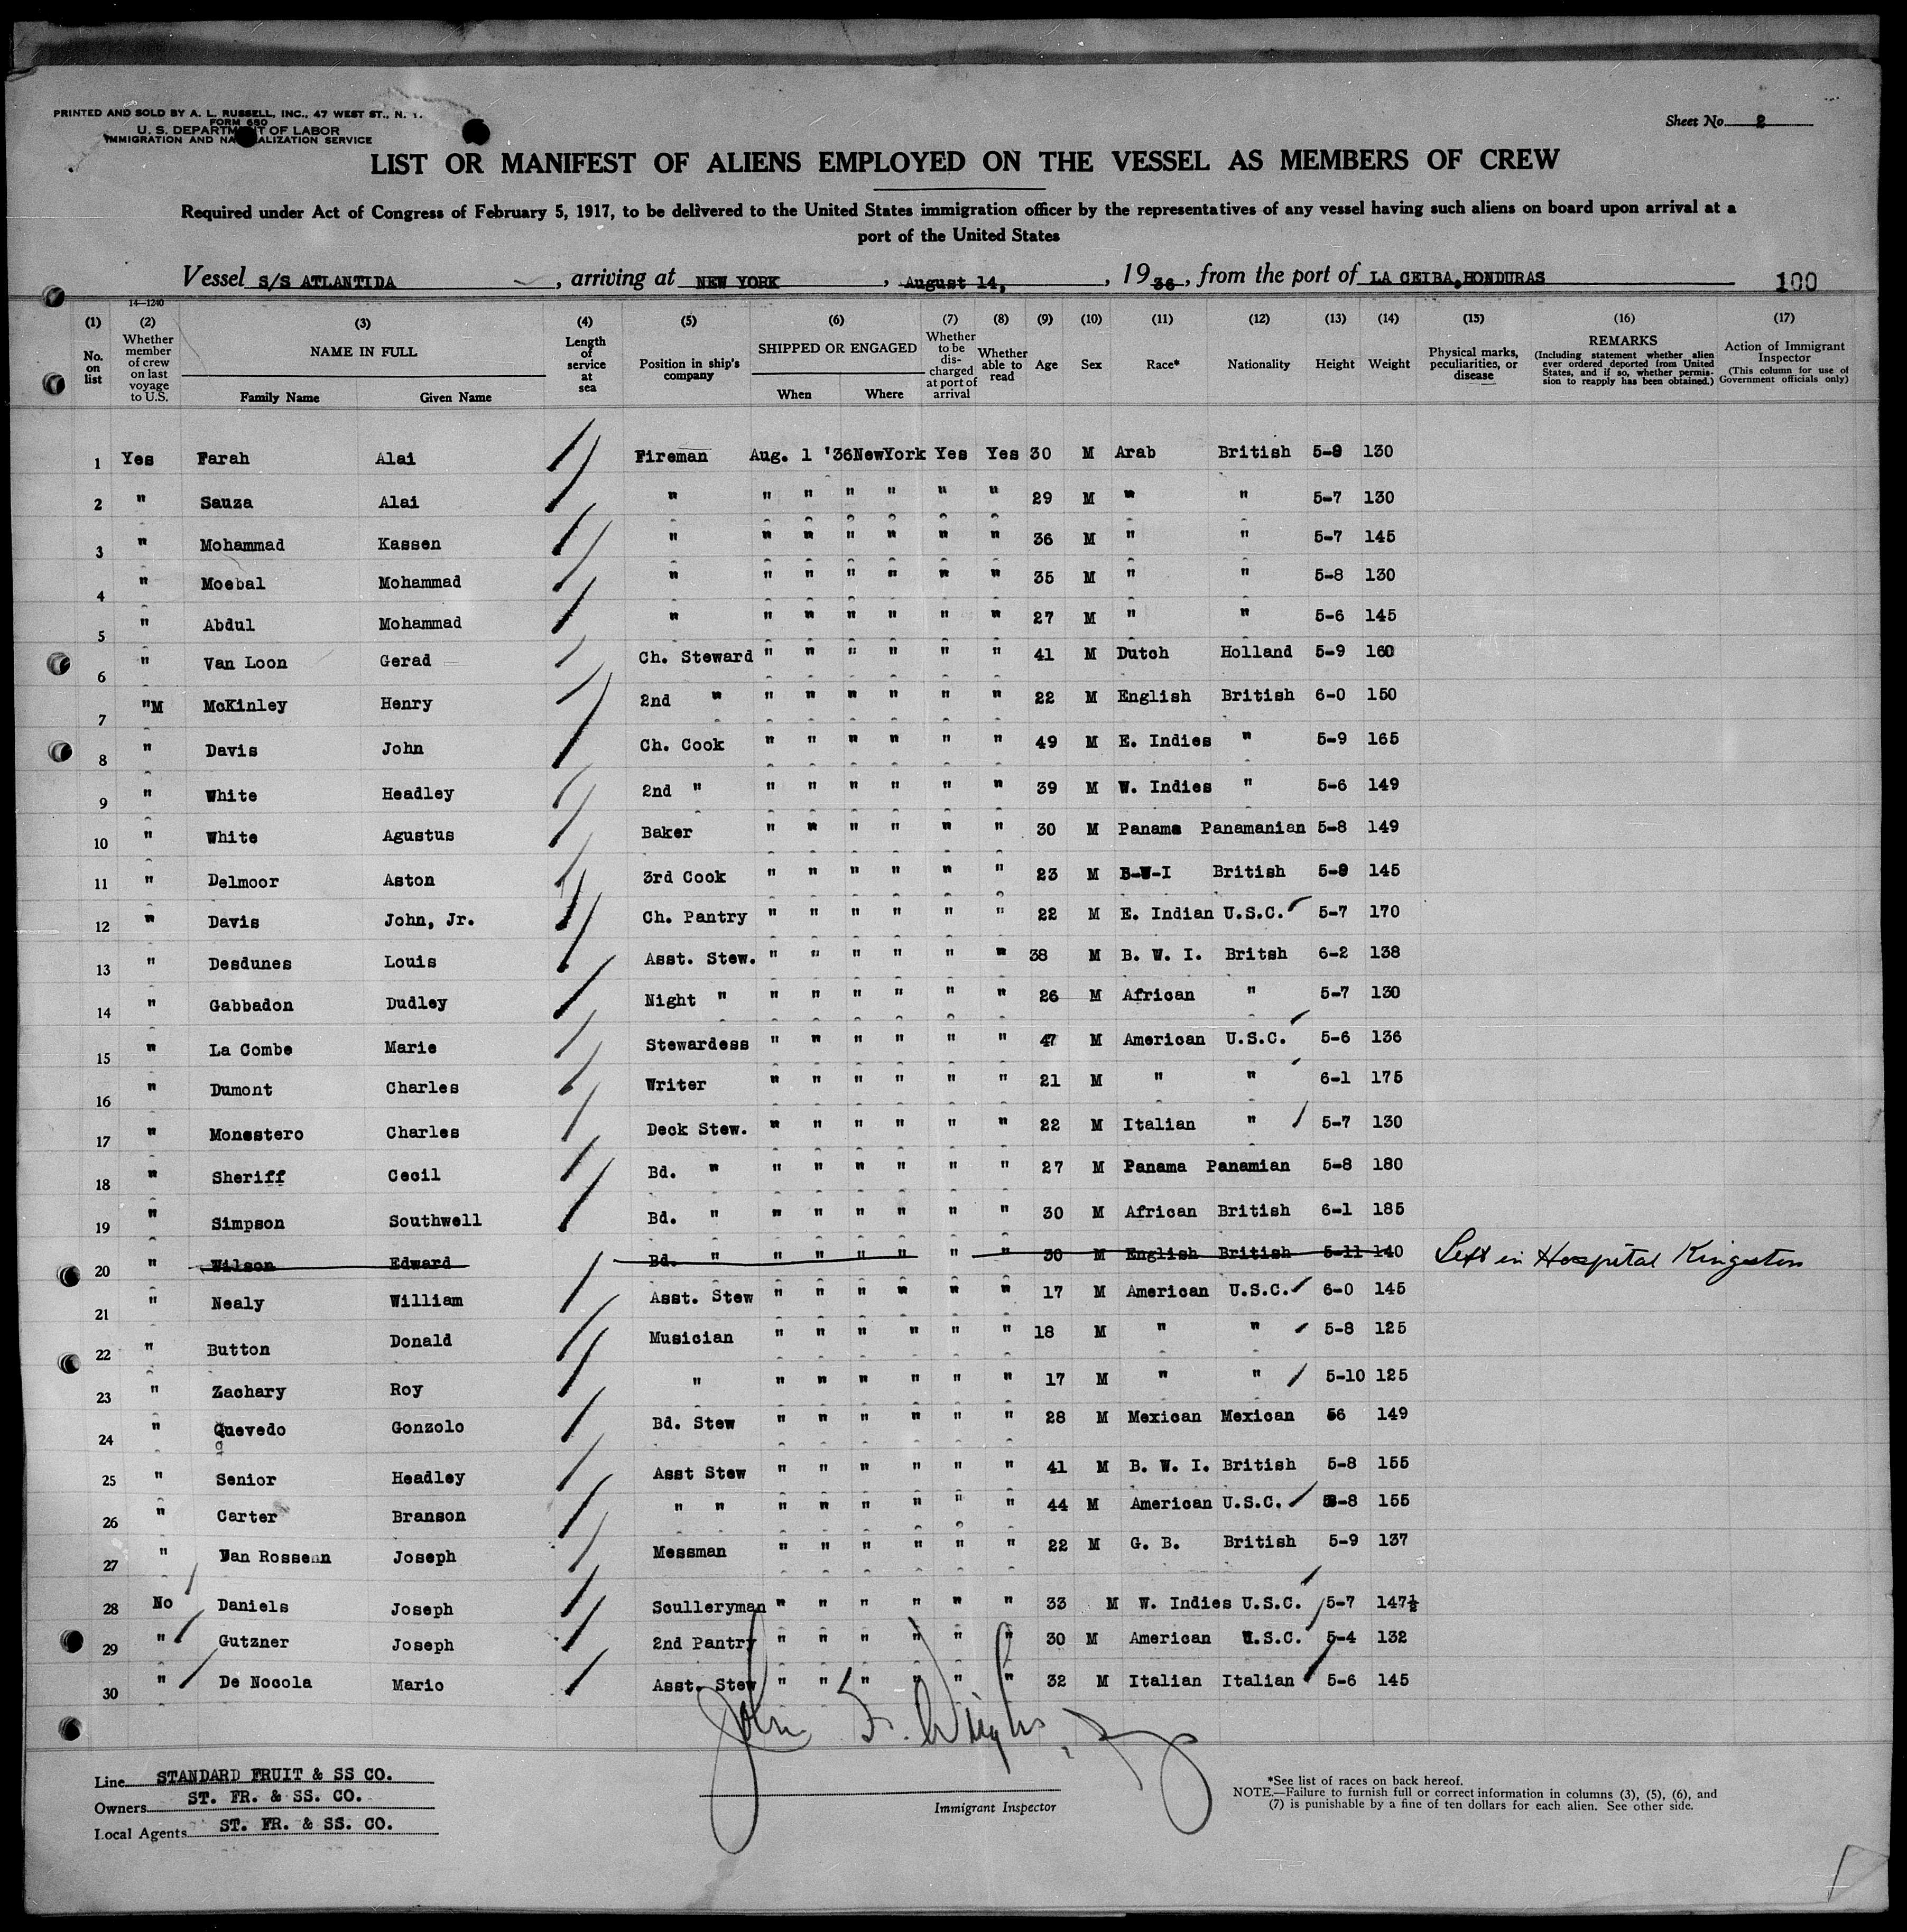 PRINTED AND SOLD BY A. L. RUSSELL, INC., 47 WEST ST., N. Y.
FORM 680
U. S. DEPARTMENT OF LABOR
IMMIGRATION AND NATURALIZATION SERVICE
Sheet No 2
LIST OR MANIFEST OF ALIENS EMPLOYED ON THE VESSEL AS MEMBERS OF CREW
Required under Act of Congress of February 5, 1917, to be delivered to the United States immigration officer by the representatives of any vessel having such aliens on board upon arrival at a
port of the United States
Vessel S/S ATLANTIDA, arriving at NEW YORK, August 14, 1936, from the port of LA CEIBA, HONDURAS 100
14—1240
(1) No. on list
(2) Whether member of crew on last voyage to U.S.
(3) NAME IN FULL Family Name Given Name
(4) Length of service at sea
(5) Position in ship's company
(6) SHIPPED OR ENGAGED When Where
(7) Whether to be discharged at port of arrival
(8) Whether able to read
(9) Age
(10) Sex
(11) Race*
(12) Nationality
(13) Height
(14) Weight
(15) Physical marks, peculiarities, or disease
(16) REMARKS (Including statement whether alien ever ordered deported from United States, and if so, whether permission to reapply has been obtained.)
(17) Action of Immigrant Inspector (This column for use of Government officials only)
1 Yes Farah Alai Fireman Aug. 1 '36 NewYork Yes Yes 30 M Arab British 5-9 130
2 " Sauza Alai " " " " " " " 29 M " " 5-7 130
3 " Mohammad Kassen " " " " " " " 36 M " " 5-7 145
4 " Moebal Mohammad " " " " " " " 35 M " " 5-8 130
5 " Abdul Mohammad " " " " " " " 27 M " " 5-6 145
6 " Van Loon Gerad Ch. Steward " " " " " " 41 M Dutch Holland 5-9 160
7 "M McKinley Henry 2nd " " " " " " " 22 M English British 6-0 150
8 " Davis John Ch. Cook " " " " " " 49 M E. Indies " 5-9 165
9 " White Headley 2nd " " " " " " " 39 M W. Indies " 5-6 149
10 " White Agustus Baker " " " " " " 30 M Panama Panamanian 5-8 149
11 " Delmoor Aston 3rd Cook " " " " " " 23 M B-W-I British 5-9 145
12 " Davis John, Jr. Ch. Pantry " " " " " " 22 M E. Indian U.S.C. 5-7 170
13 " Desdunes Louis Asst. Stew. " " " " " " 38 M B. W. I. Britsh 6-2 138
14 " Gabbadon Dudley Night " " " " " " " 26 M African " 5-7 130
15 " La Combe Marie Stewardess " " " " " " 47 M American U.S.C. 5-6 136
16 " Dumont Charles Writer " " " " " " 21 M " " 6-1 175
17 " Monestero Charles Deck Stew. " " " " " " 22 M Italian " 5-7 130
18 " Sheriff Cecil Bd. " " " " " " " 27 M Panama Panamian 5-8 180
19 " Simpson Southwell Bd. " " " " " " " 30 M African British 6-1 185
20 " Wilson Edward Bd. " " " " " " " 30 M English British 5-11 140 Left in Hospital Kingston
21 " Nealy William Asst. Stew " " " " " " 17 M American U.S.C. 6-0 145
22 " Button Donald Musician " " " " " " 18 M " " 5-8 125
23 " Zachary Roy " " " " " " " 17 M " " 5-10 125
24 " Quevedo Gonzolo Bd. Stew " " " " " " 28 M Mexican Mexican 56 149
25 " Senior Headley Asst Stew " " " " " " 41 M B. W. I. British 5-8 155
26 " Carter Branson " " " " " " " " 44 M American U.S.C. 5-8 155
27 " Van Rossenn Joseph Messman " " " " " " 22 M G. B. British 5-9 137
28 No Daniels Joseph Sculleryman " " " " " " 33 M W. Indies U.S.C. 5-7 147½
29 " Gutzner Joseph 2nd Pantry " " " " " " 30 M American U.S.C. 5-4 132
30 " De Nocola Mario Asst. Stew " " " " " " 32 M Italian Italian 5-6 145
John F. Wright, Jr
Immigrant Inspector
Line STANDARD FRUIT & SS CO.
Owners ST. FR. & SS. CO.
Local Agents ST. FR. & SS. CO.
*See list of races on back hereof.
NOTE.—Failure to furnish full or correct information in columns (3), (5), (6), and
(7) is punishable by a fine of ten dollars for each alien. See other side.